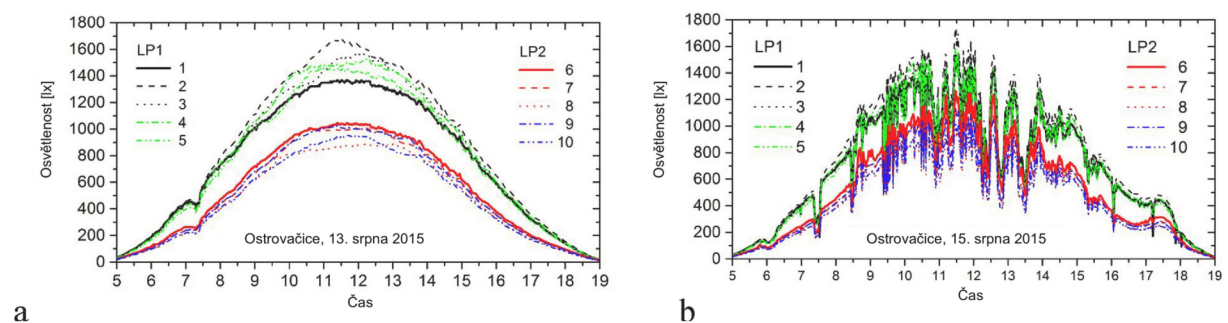 1800
1600
1400
1200
1000
800
600
400
200
0
Osvětlenost [lx]
LP1
1
2
3
4
5
LP2
6
7
8
9
10
Ostrovačice, 13. srpna 2015
5 6 7 8 9 10 11 12 13 14 15 16 17 18 19
Čas
a
1800
1600
1400
1200
1000
800
600
400
200
0
Osvětlenost [lx]
LP1
1
2
3
4
5
LP2
6
7
8
9
10
Ostrovačice, 15. srpna 2015
5 6 7 8 9 10 11 12 13 14 15 16 17 18 19
Čas
b